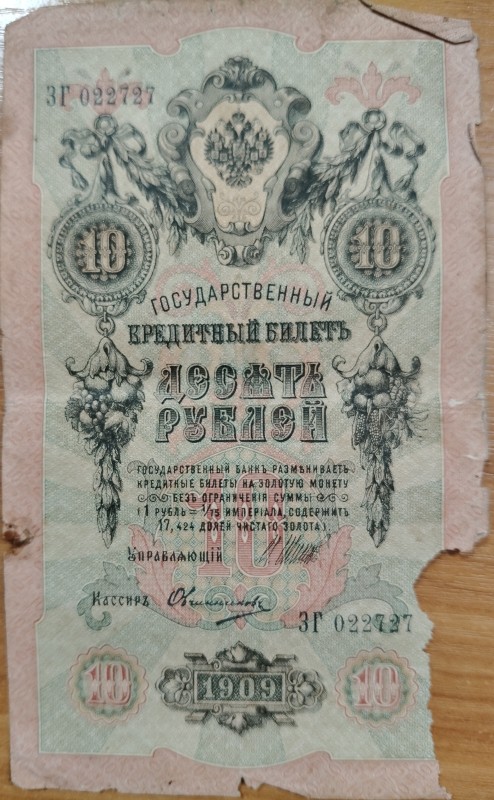 ЗГ 022727
10 10
ГОСУДАРСТВЕННЫЙ
КРЕДИТНЫЙ БИЛЕТЪ
ДЕСЯТЬ
РУБЛЕЙ
ГОСУДАРСТВЕННЫЙ БАНКЪ РАЗМѢНИВАЕТЪ
КРЕДИТНЫЕ БИЛЕТЫ НА ЗОЛОТУЮ МОНЕТУ
БЕЗЪ ОГРАНИЧЕНІЯ СУММЫ
(1 РУБЛЬ = 1/15 ИМПЕРІАЛА, СОДЕРЖИТЪ
17,424 ДОЛЕЙ ЧИСТАГО ЗОЛОТА)
10
УПРАВЛЯЮЩІЙ
Кассиръ Овчинников
ЗГ 022727
10 1909 10